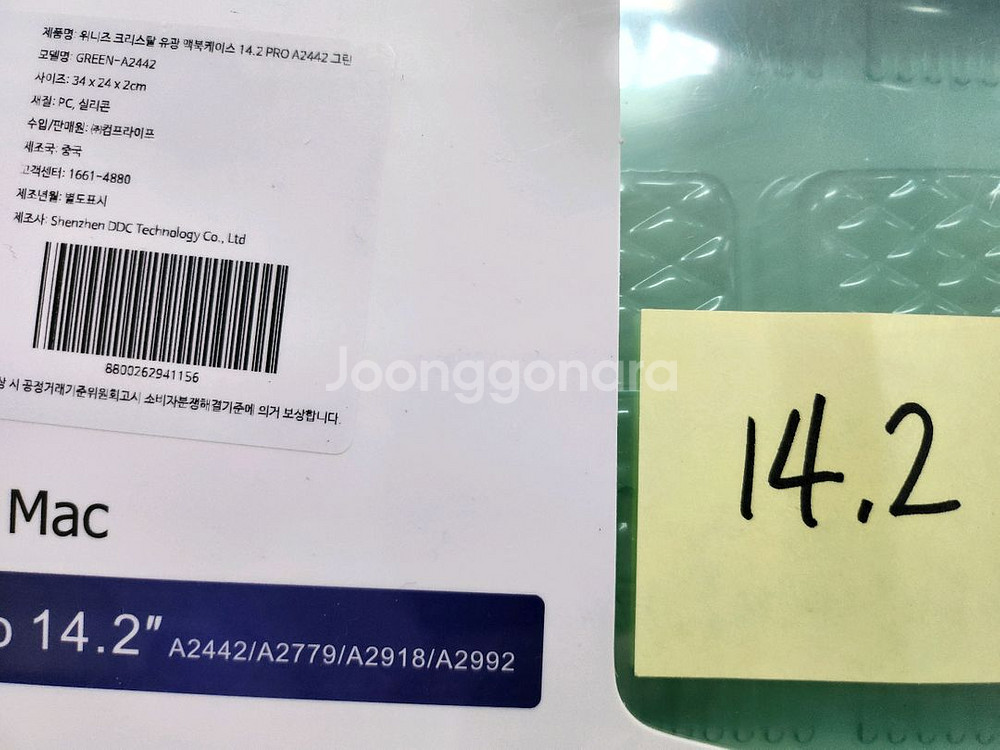 제품명: 위니즈 크리스탈 유광 맥북케이스 14.2 PRO A2442 그린
모델명: GREEN-A2442
사이즈: 34 x 24 x 2cm
재질: PC, 실리콘
수입/판매원: ㈜컴프라이프
제조국: 중국
고객센터: 1661-4880
제조년월: 별도표시
제조사: Shenzhen DDC Technology Co., Ltd
8800262941156
상 시 공정거래기준위원회고시 소비자분쟁해결기준에 의거 보상합니다.
Joonggonara
14.2
Mac
o 14.2" A2442/A2779/A2918/A2992